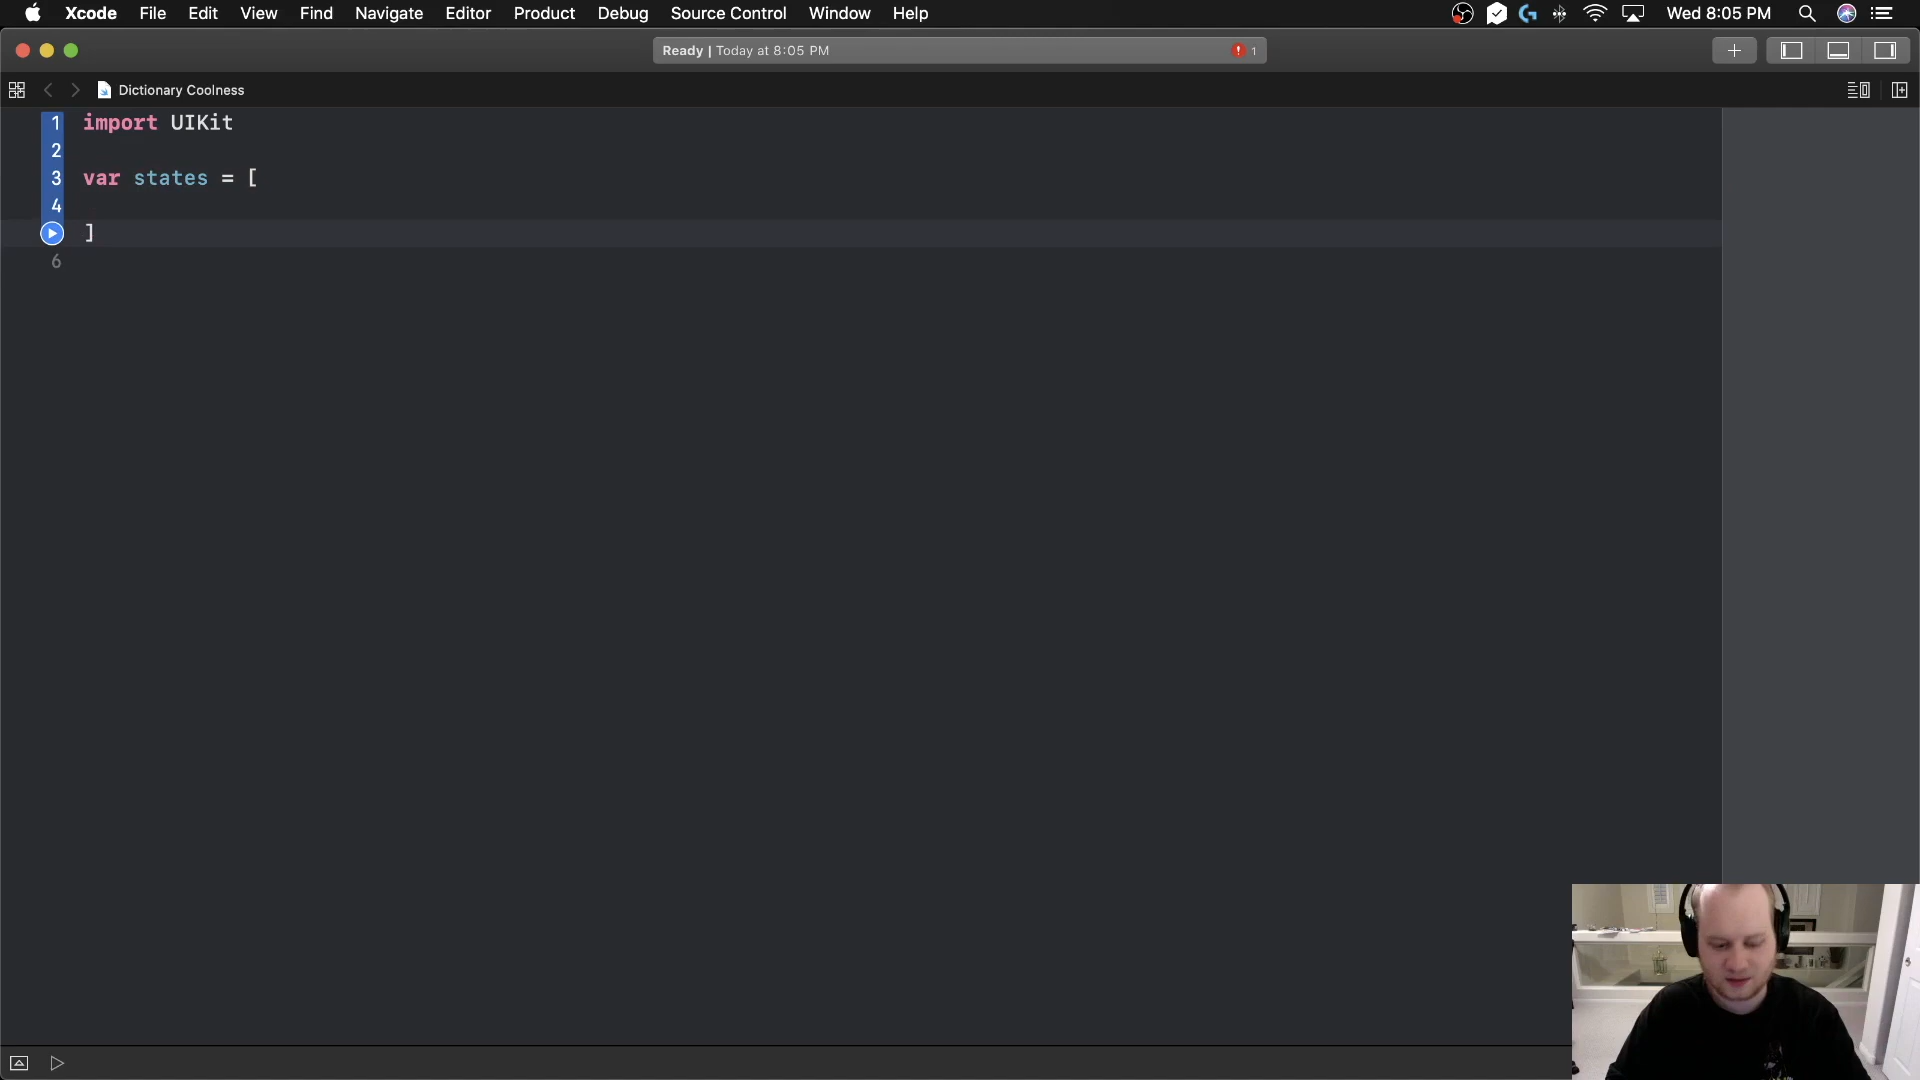 Xcode File Edit View Find Navigate Editor Product Debug Source Control Window Help Wed 8:05 PM
Ready | Today at 8:05 PM 1
Dictionary Coolness
1 import UIKit
2
3 var states = [
4
]
6